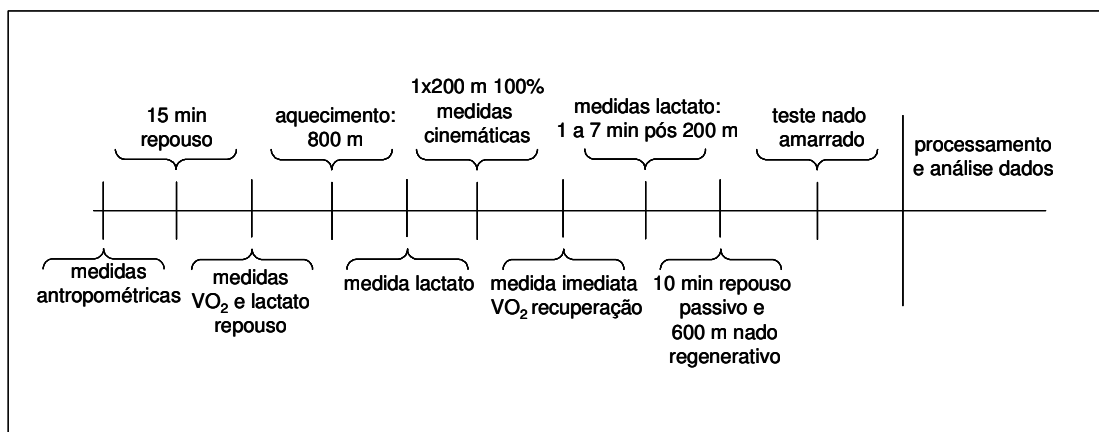 1x200 m 100%
medidas
cinemáticas
15 min
repouso
aquecimento:
800 m
medidas lactato:
1 a 7 min pós 200 m
teste nado
amarrado
processamento
e análise dados
medidas
antropométricas
medidas
VO₂ e lactato
repouso
medida lactato
medida imediata
VO₂ recuperação
10 min repouso
passivo e
600 m nado
regenerativo